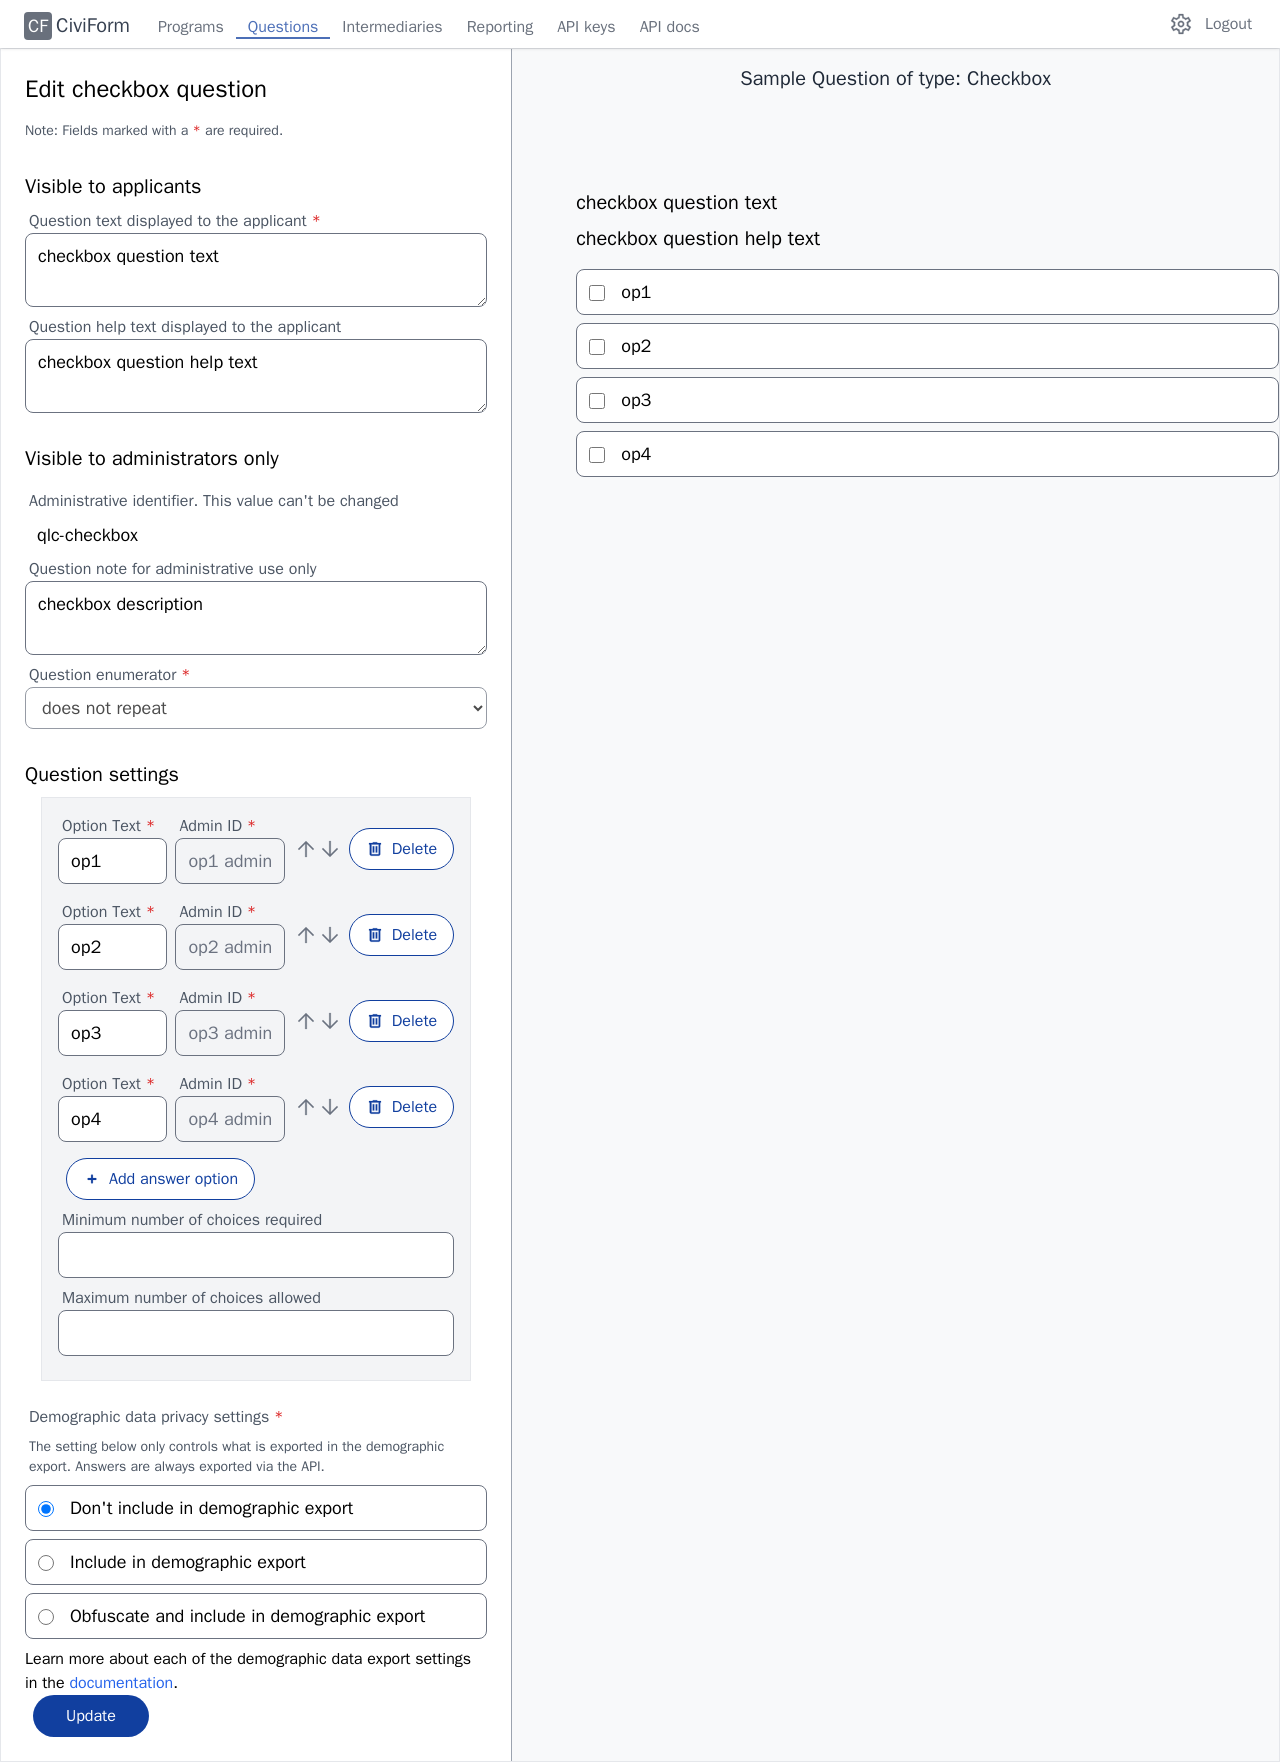 CF CiviForm Programs Questions Intermediaries Reporting API keys API docs Logout
Edit checkbox question
Note: Fields marked with a * are required.
Visible to applicants
Question text displayed to the applicant *
checkbox question text
Question help text displayed to the applicant
checkbox question help text
Visible to administrators only
Administrative identifier. This value can't be changed
qlc-checkbox
Question note for administrative use only
checkbox description
Question enumerator *
does not repeat
Question settings
Option Text * Admin ID *
op1 op1 admin Delete
Option Text * Admin ID *
op2 op2 admin Delete
Option Text * Admin ID *
op3 op3 admin Delete
Option Text * Admin ID *
op4 op4 admin Delete
+ Add answer option
Minimum number of choices required
Maximum number of choices allowed
Demographic data privacy settings *
The setting below only controls what is exported in the demographic
export. Answers are always exported via the API.
Don't include in demographic export
Include in demographic export
Obfuscate and include in demographic export
Learn more about each of the demographic data export settings
in the documentation.
Update
Sample Question of type: Checkbox
checkbox question text
checkbox question help text
op1
op2
op3
op4